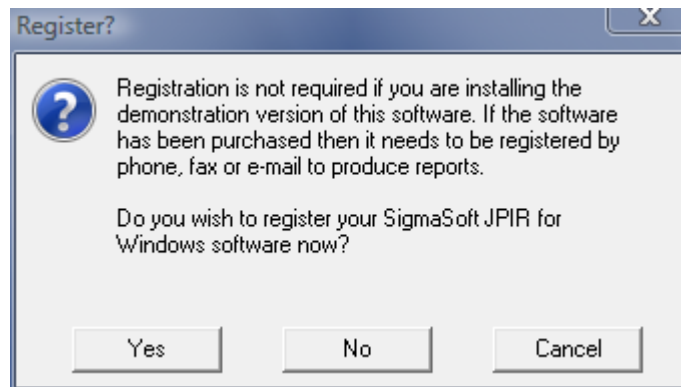 Register?
Registration is not required if you are installing the
demonstration version of this software. If the software
has been purchased then it needs to be registered by
phone, fax or e-mail to produce reports.
Do you wish to register your SigmaSoft JPIR for
Windows software now?
Yes No Cancel